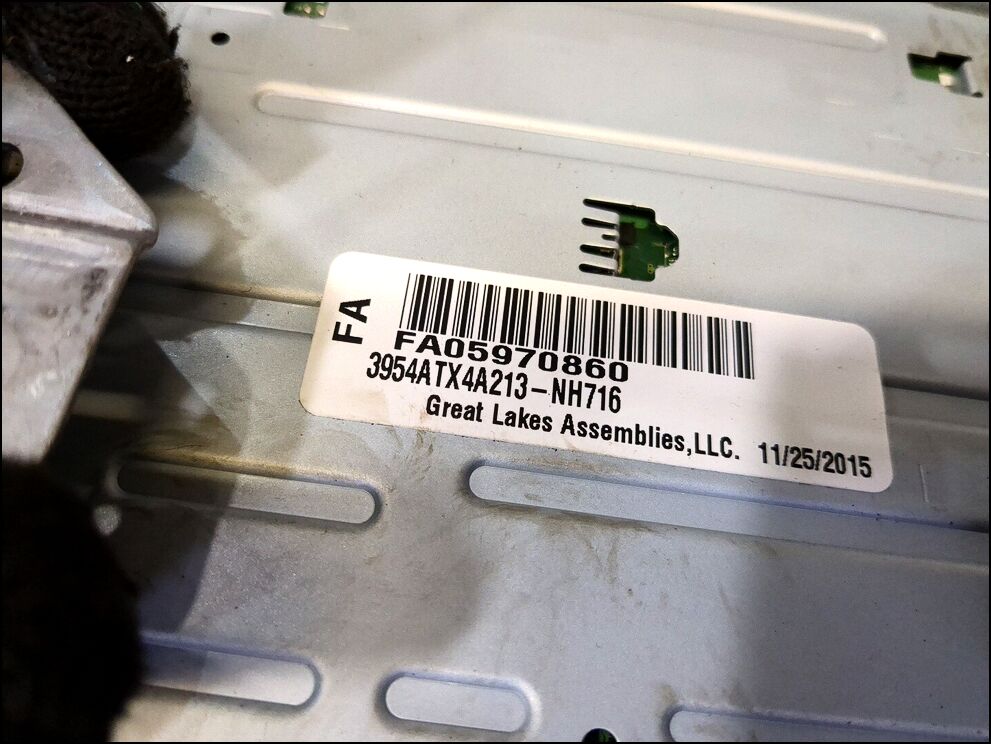 FA
FA05970860
3954ATX4A213-NH716
Great Lakes Assemblies,LLC. 11/25/2015